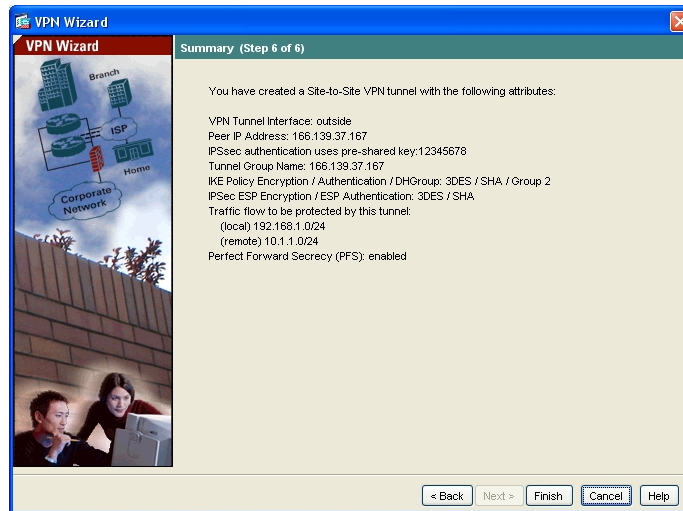 VPN Wizard
VPN Wizard
Branch
ISP
Home
Corporate
Network
Summary (Step 6 of 6)
You have created a Site-to-Site VPN tunnel with the following attributes:
VPN Tunnel Interface: outside
Peer IP Address: 166.139.37.167
IPSsec authentication uses pre-shared key:12345678
Tunnel Group Name: 166.139.37.167
IKE Policy Encryption / Authentication / DHGroup: 3DES / SHA / Group 2
IPSec ESP Encryption / ESP Authentication: 3DES / SHA
Traffic flow to be protected by this tunnel:
(local) 192.168.1.0/24
(remote) 10.1.1.0/24
Perfect Forward Secrecy (PFS): enabled
< Back Next > Finish Cancel Help